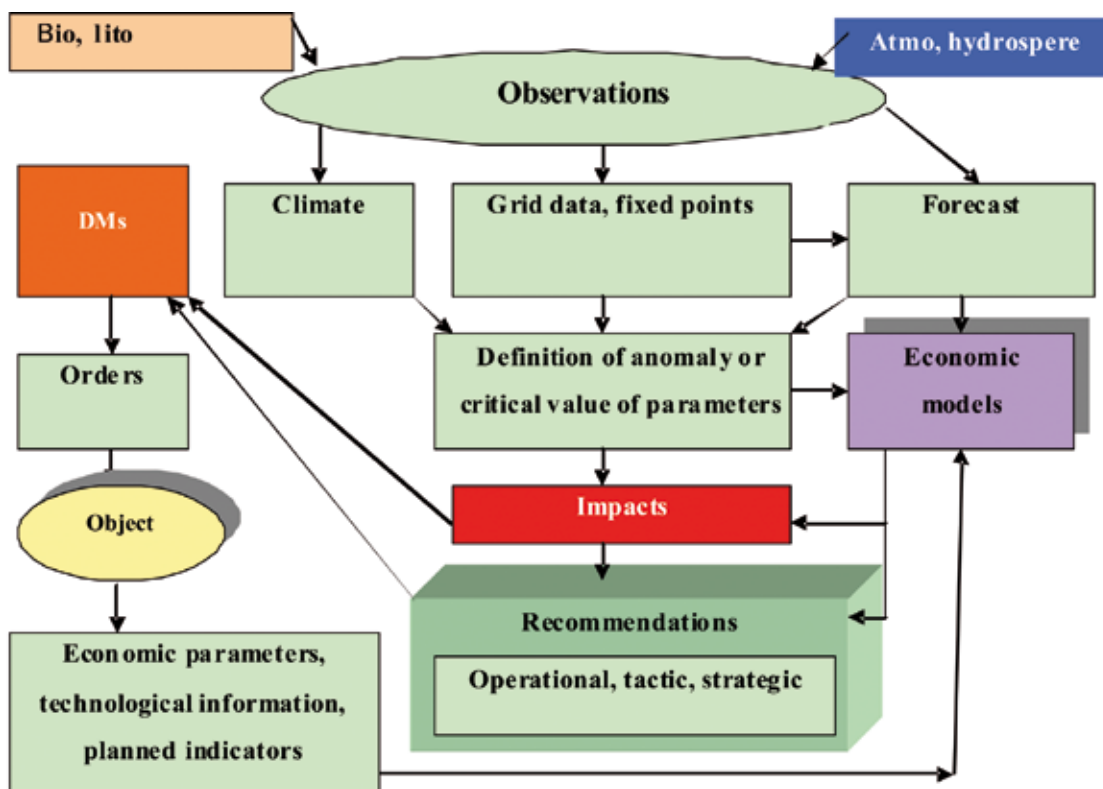 Bio, lito
Atmo, hydrospere
Observations
DMs
Climate
Grid data, fixed points
Forecast
Orders
Definition of anomaly or
critical value of parameters
Economic
models
Object
Impacts
Recommendations
Operational, tactic, strategic
Economic parameters,
technological information,
planned indicators